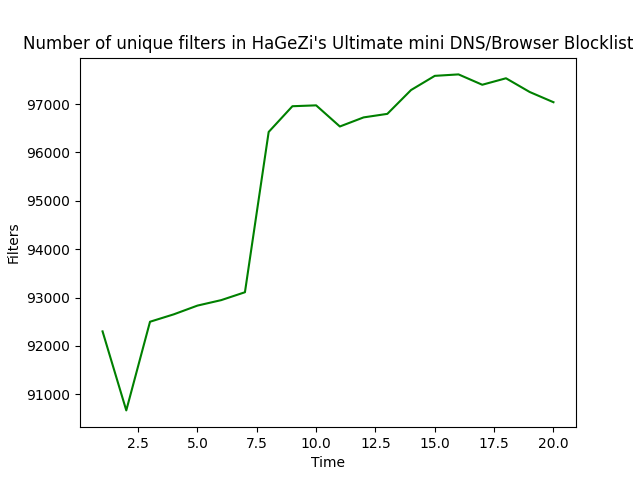 Number of unique filters in HaGeZi's Ultimate mini DNS/Browser Blocklist
97000
96000
95000
94000
93000
92000
91000
Filters
2.5 5.0 7.5 10.0 12.5 15.0 17.5 20.0
Time